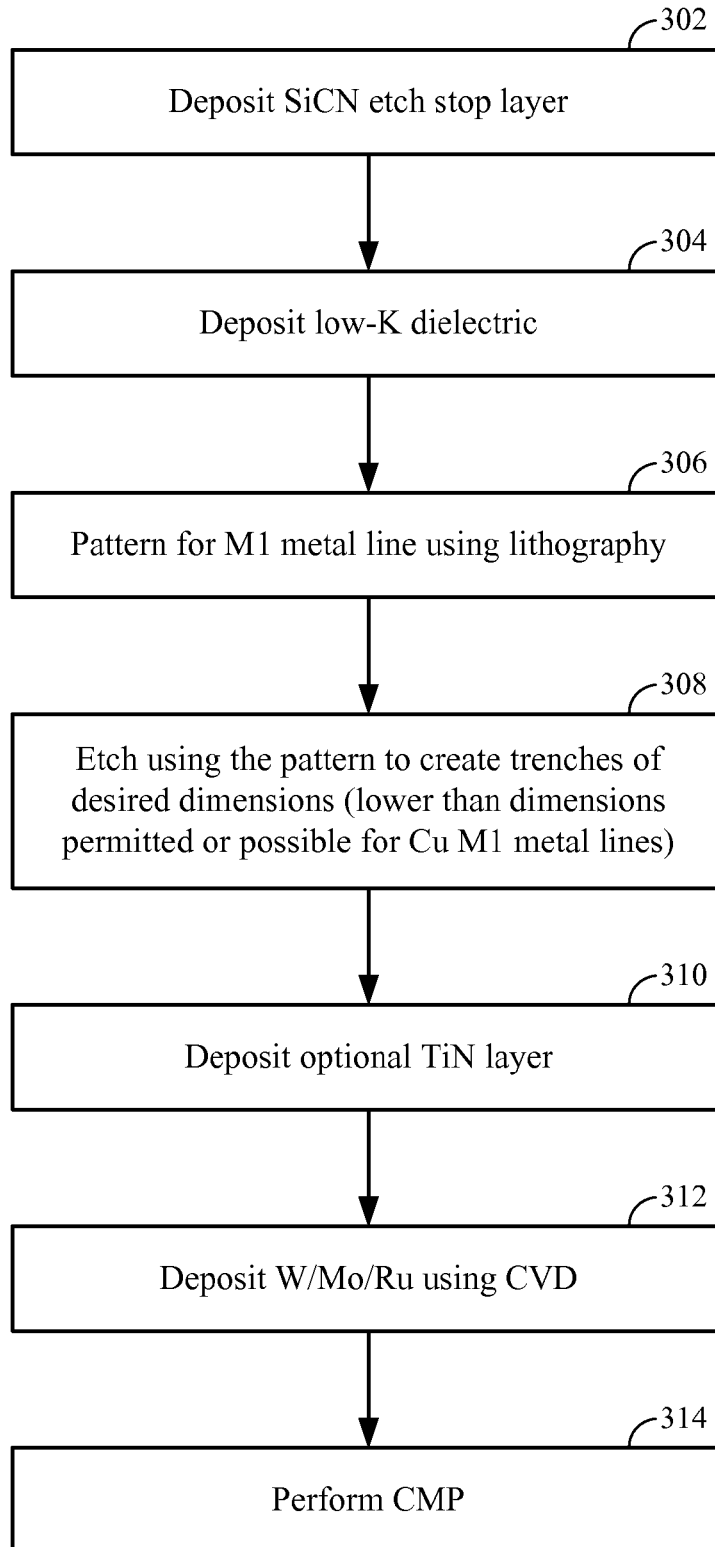 302
Deposit SiCN etch stop layer
304
Deposit low-K dielectric
306
Pattern for M1 metal line using lithography
308
Etch using the pattern to create trenches of
desired dimensions (lower than dimensions
permitted or possible for Cu M1 metal lines)
310
Deposit optional TiN layer
312
Deposit W/Mo/Ru using CVD
314
Perform CMP